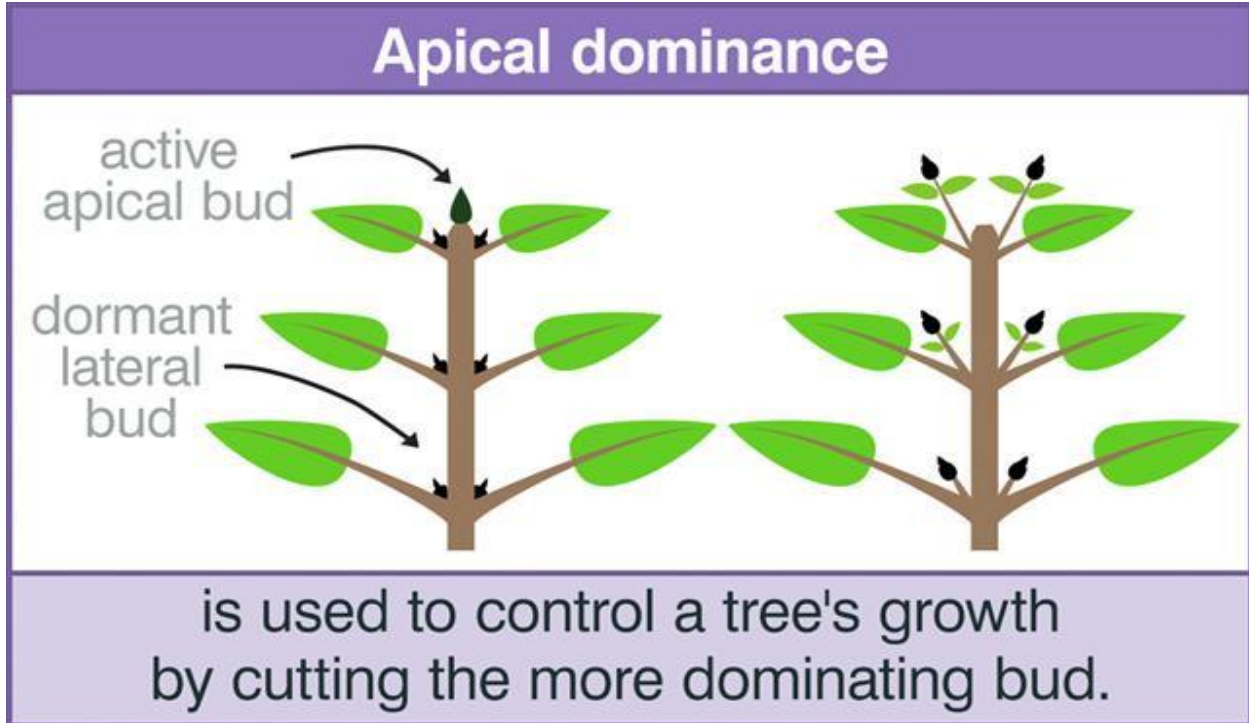 Apical dominance
active
apical bud
dormant
lateral
bud
is used to control a tree's growth
by cutting the more dominating bud.